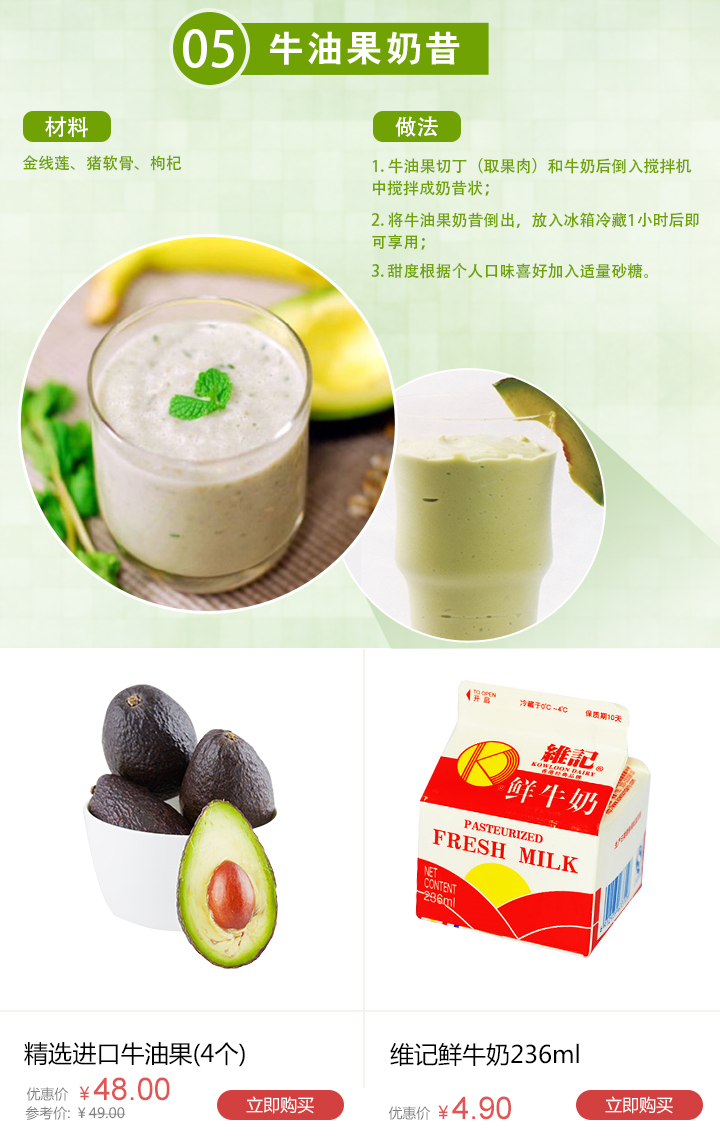 05 牛油果奶昔
材料
金线莲、猪软骨、枸杞
做法
1. 牛油果切丁（取果肉）和牛奶后倒入搅拌机
中搅拌成奶昔状；
2. 将牛油果奶昔倒出，放入冰箱冷藏1小时后即
可享用；
3. 甜度根据个人口味喜好加入适量砂糖。
TO OPEN
开启
冷藏于0℃~4℃
保质期10天
維記®
KOWLOON DAIRY
香港经典品牌
鲜牛奶
PASTEURIZED
FRESH MILK
NET
CONTENT
236ml
精选进口牛油果(4个)
优惠价 ¥48.00
参考价: ¥49.00
立即购买
维记鲜牛奶236ml
优惠价 ¥4.90
立即购买